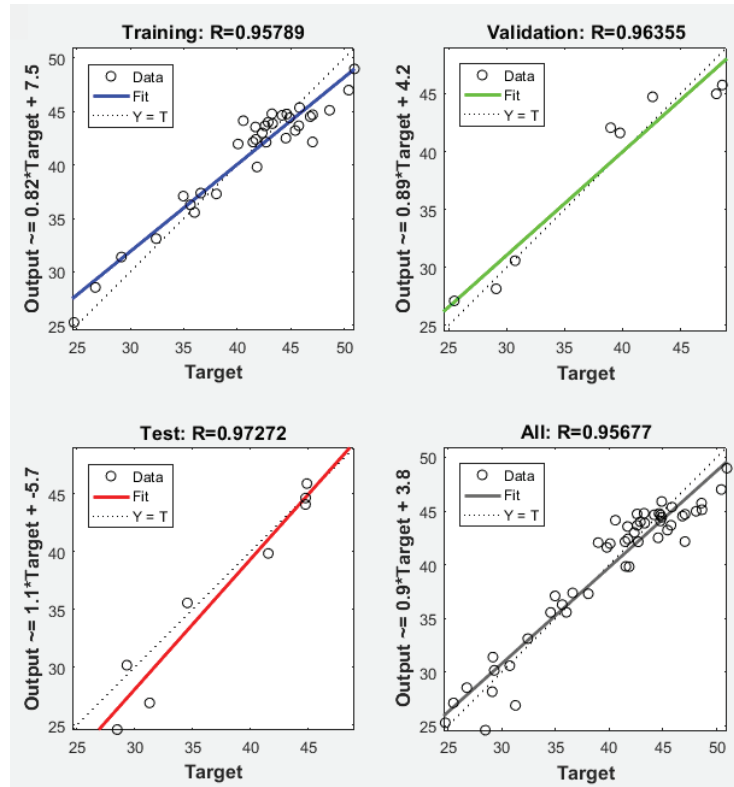 Training: R=0.95789
Output ~= 0.82*Target + 7.5
50
45
40
35
30
25
Data
Fit
Y = T
25 30 35 40 45 50
Target
Validation: R=0.96355
Output ~= 0.89*Target + 4.2
45
40
35
30
25
Data
Fit
Y = T
25 30 35 40 45
Target
Test: R=0.97272
Output ~= 1.1*Target + -5.7
45
40
35
30
25
Data
Fit
Y = T
25 30 35 40 45
Target
All: R=0.95677
Output ~= 0.9*Target + 3.8
50
45
40
35
30
25
Data
Fit
Y = T
25 30 35 40 45 50
Target